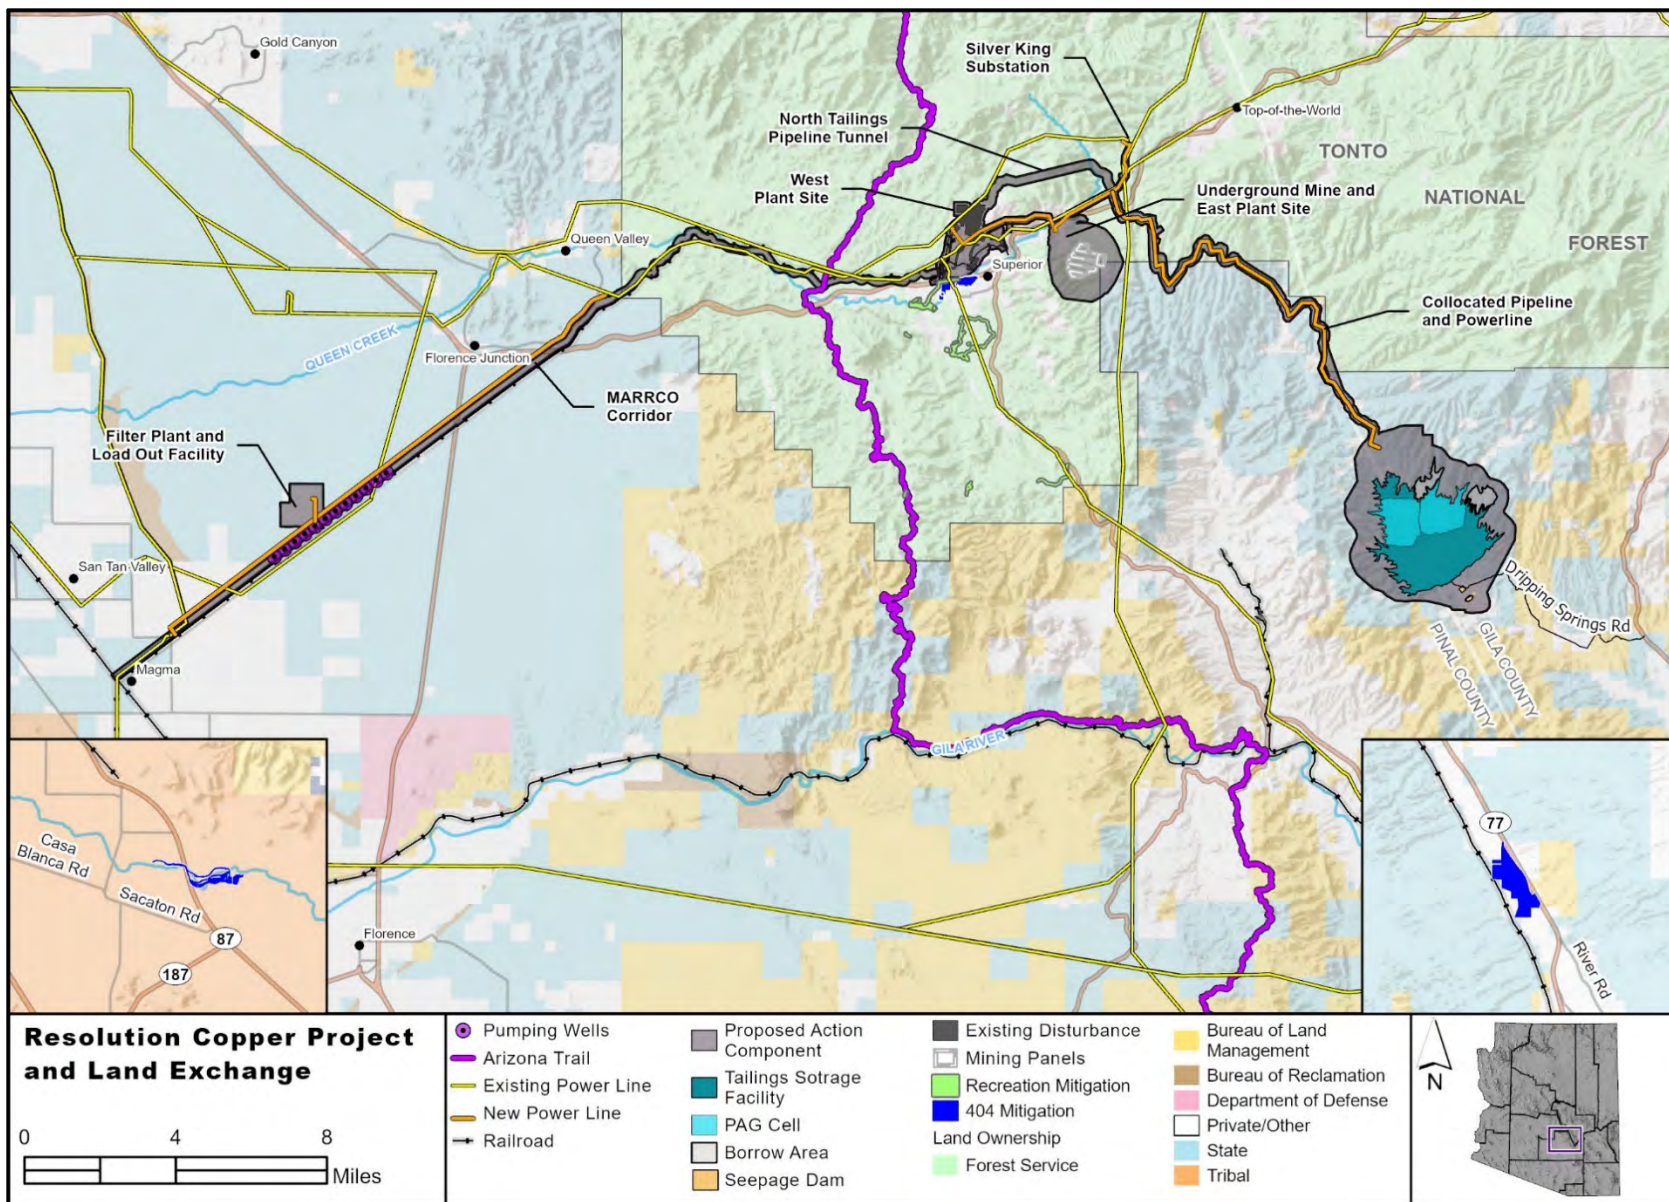 Gold Canyon
Silver King
Substation
Top-of-the-World
North Tailings
Pipeline Tunnel
TONTO
West
Plant Site
Underground Mine and
East Plant Site
NATIONAL
FOREST
Queen Valley
Superior
Collocated Pipeline
and Powerline
QUEEN CREEK
Florence Junction
MARRCO
Corridor
Filter Plant and
Load Out Facility
San Tan Valley
Dripping Springs Rd
GILA COUNTY
PINAL COUNTY
Magma
GILA RIVER
Casa
Blanca Rd
Sacaton Rd
87
187
Florence
77
River Rd
Resolution Copper Project
and Land Exchange
0 4 8
Miles
Pumping Wells
Arizona Trail
Existing Power Line
New Power Line
Railroad
Proposed Action
Component
Tailings Sotrage
Facility
PAG Cell
Borrow Area
Seepage Dam
Existing Disturbance
Mining Panels
Recreation Mitigation
404 Mitigation
Land Ownership
Forest Service
Bureau of Land
Management
Bureau of Reclamation
Department of Defense
Private/Other
State
Tribal
N